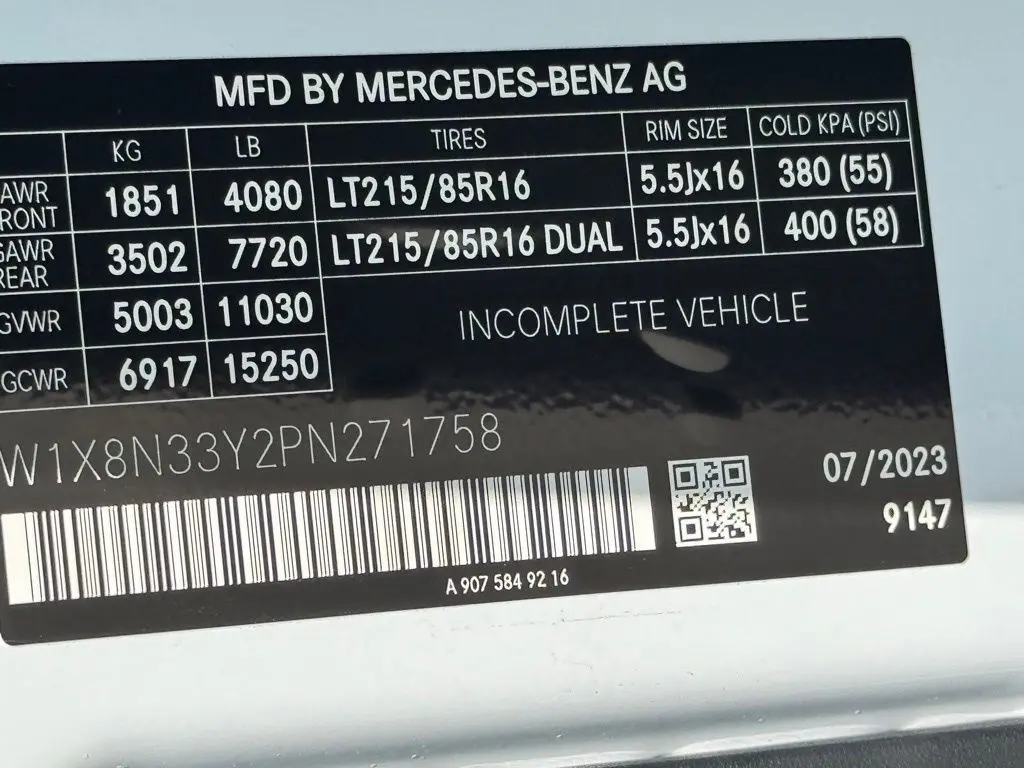 MFD BY MERCEDES-BENZ AG
KG LB TIRES RIM SIZE COLD KPA (PSI)
AWR RONT 1851 4080 LT215/85R16 5.5Jx16 380 (55)
GAWR REAR 3502 7720 LT215/85R16 DUAL 5.5Jx16 400 (58)
GVWR 5003 11030
INCOMPLETE VEHICLE
GCWR 6917 15250
W1X8N33Y2PN271758
07/2023
9147
A 907 584 92 16